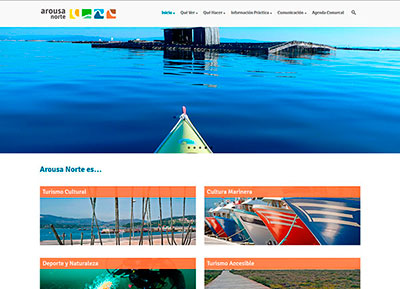 arousa
norte
Inicio Qué Ver Qué Hacer Información Práctica Comunicación Agenda Comarcal
Arousa Norte es...
Turismo Cultural
Cultura Marinera
Deporte y Naturaleza
Turismo Accesible